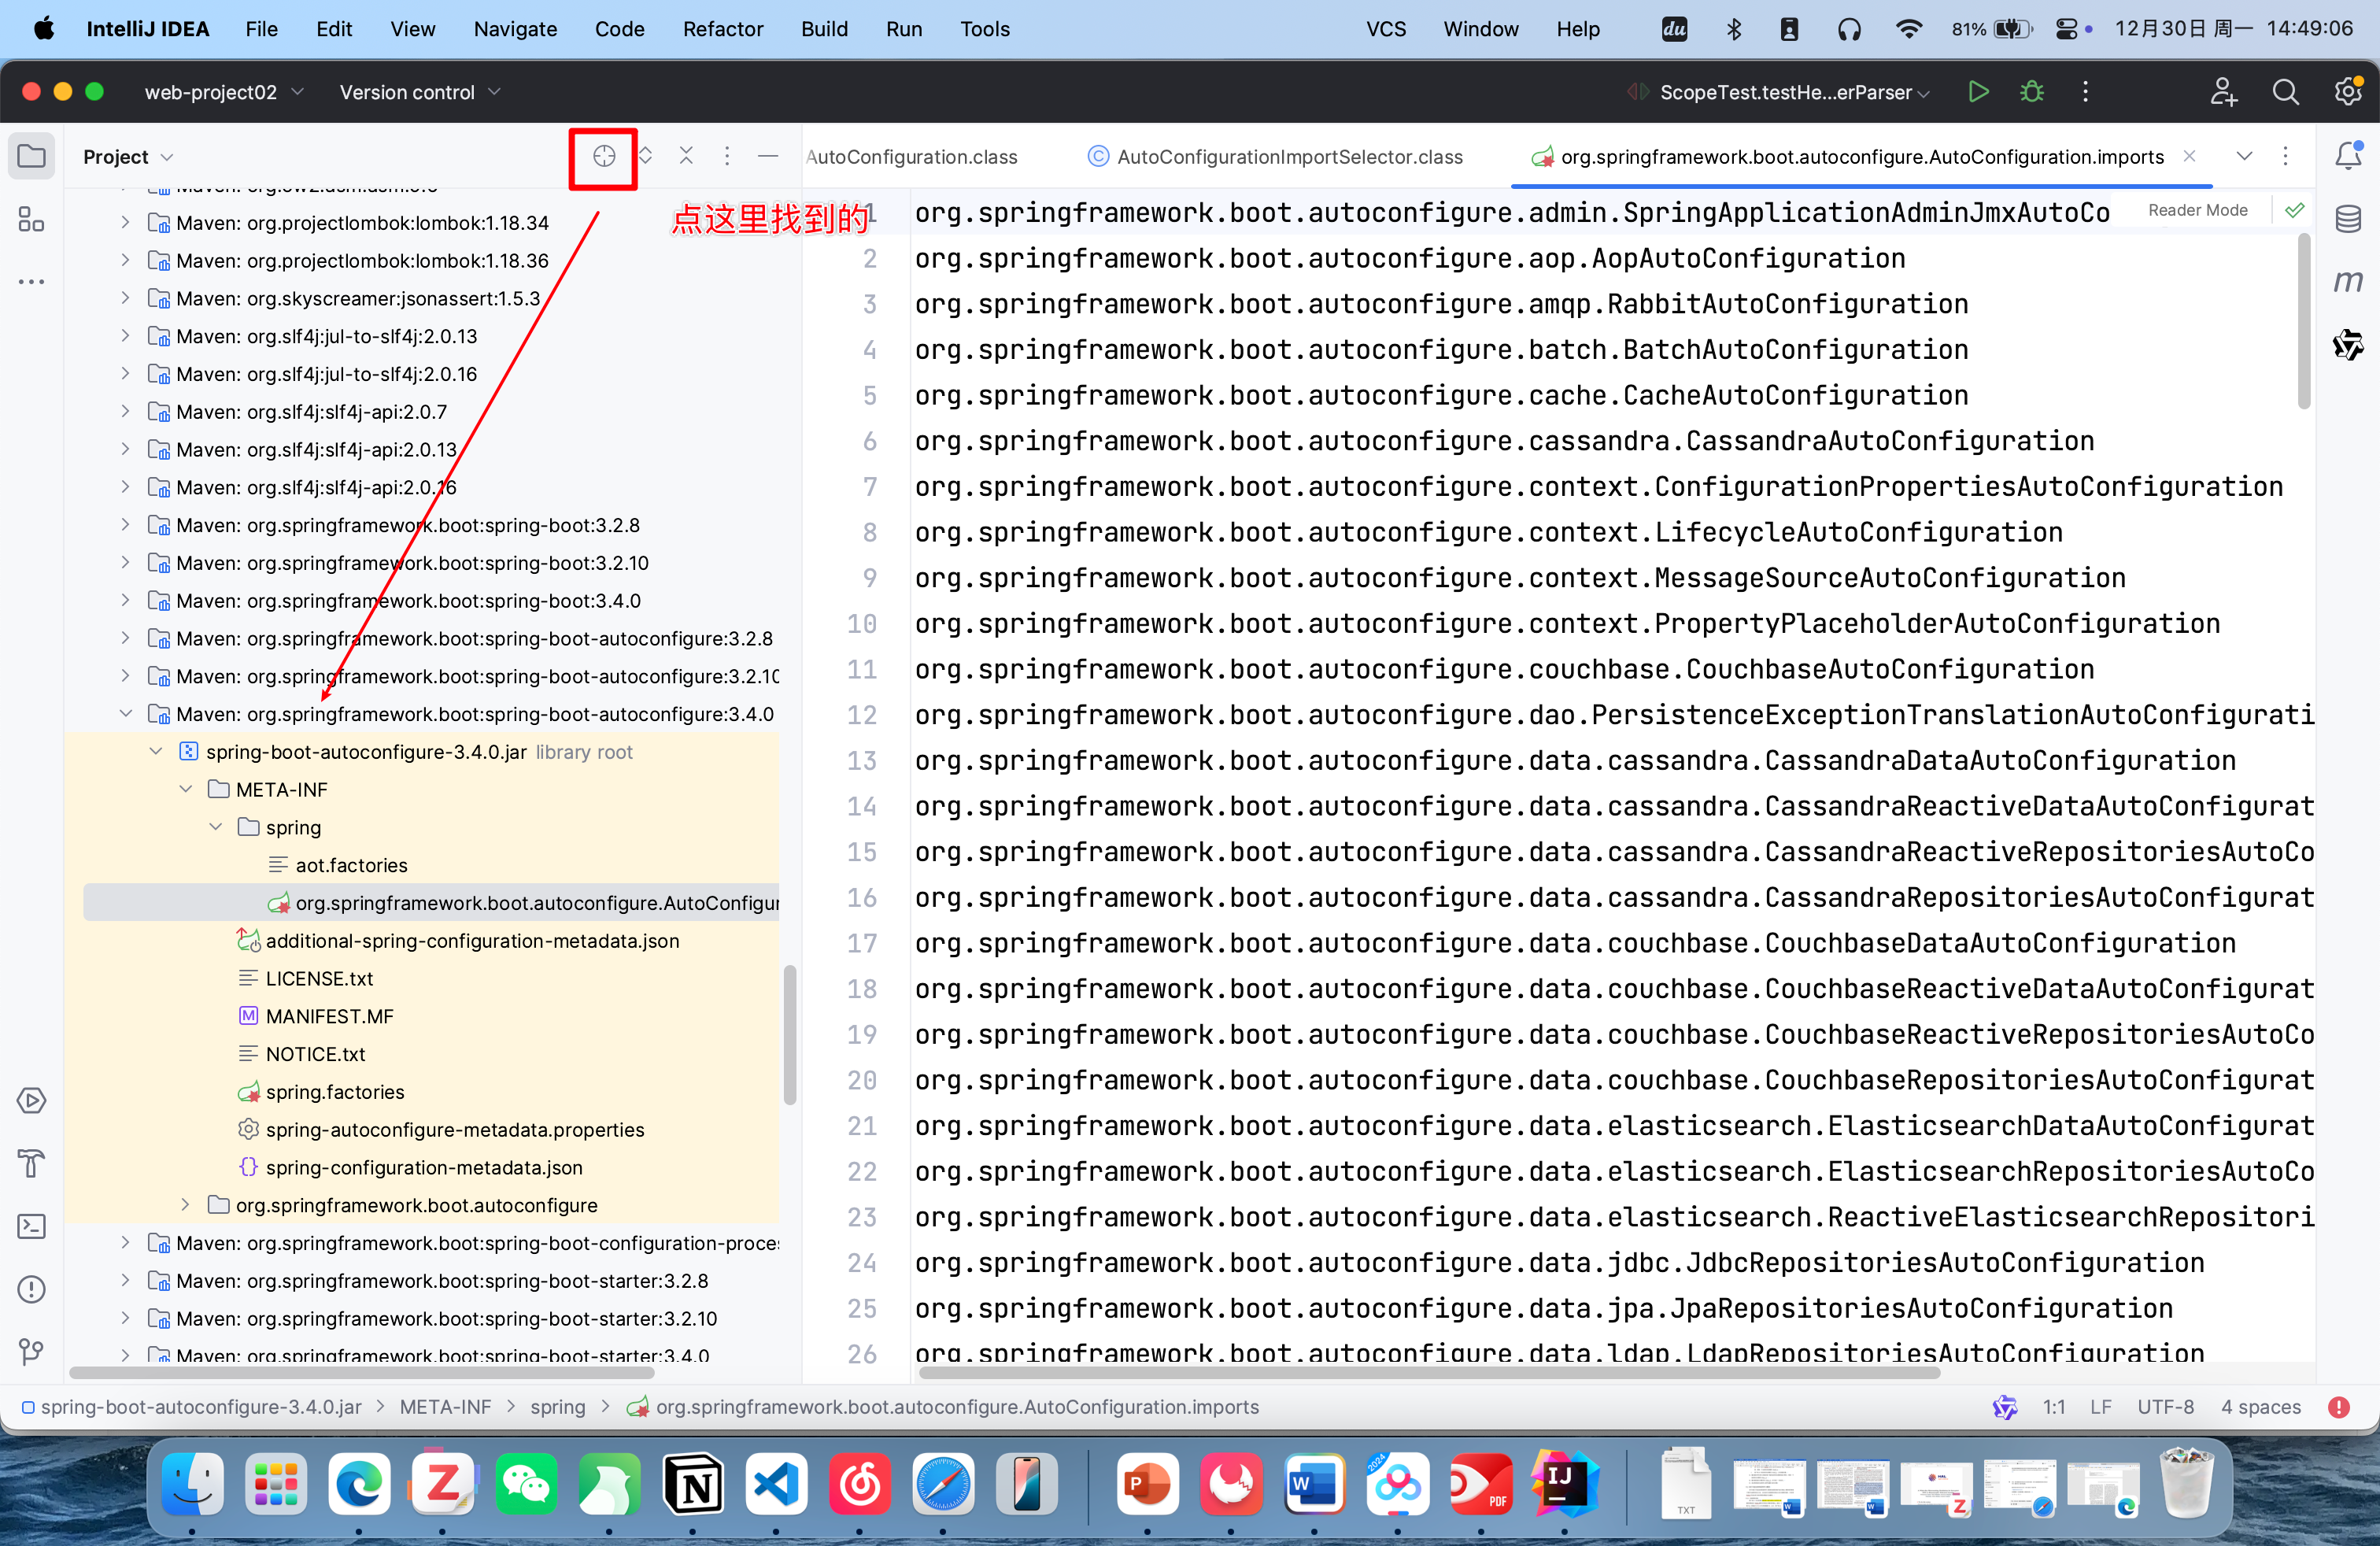 IntelliJ IDEA File Edit View Navigate Code Refactor Build Run Tools VCS Window Help du 81% 12月30日 周一 14:49:06
web-project02 Version control ScopeTest.testHe...erParser
Project
AutoConfiguration.class AutoConfigurationImportSelector.class org.springframework.boot.autoconfigure.AutoConfiguration.imports
点这里找到的
Reader Mode
Maven: org.projectlombok:lombok:1.18.34
Maven: org.projectlombok:lombok:1.18.36
Maven: org.skyscreamer:jsonassert:1.5.3
Maven: org.slf4j:jul-to-slf4j:2.0.13
Maven: org.slf4j:jul-to-slf4j:2.0.16
Maven: org.slf4j:slf4j-api:2.0.7
Maven: org.slf4j:slf4j-api:2.0.13
Maven: org.slf4j:slf4j-api:2.0.16
Maven: org.springframework.boot:spring-boot:3.2.8
Maven: org.springframework.boot:spring-boot:3.2.10
Maven: org.springframework.boot:spring-boot:3.4.0
Maven: org.springframework.boot:spring-boot-autoconfigure:3.2.8
Maven: org.springframework.boot:spring-boot-autoconfigure:3.2.10
Maven: org.springframework.boot:spring-boot-autoconfigure:3.4.0
spring-boot-autoconfigure-3.4.0.jar library root
META-INF
spring
aot.factories
org.springframework.boot.autoconfigure.AutoConfigur
additional-spring-configuration-metadata.json
LICENSE.txt
MANIFEST.MF
NOTICE.txt
spring.factories
spring-autoconfigure-metadata.properties
spring-configuration-metadata.json
org.springframework.boot.autoconfigure
Maven: org.springframework.boot:spring-boot-configuration-proce
Maven: org.springframework.boot:spring-boot-starter:3.2.8
Maven: org.springframework.boot:spring-boot-starter:3.2.10
Maven: org.springframework.boot:spring-boot-starter:3.4.0
1 org.springframework.boot.autoconfigure.admin.SpringApplicationAdminJmxAutoCo
2 org.springframework.boot.autoconfigure.aop.AopAutoConfiguration
3 org.springframework.boot.autoconfigure.amqp.RabbitAutoConfiguration
4 org.springframework.boot.autoconfigure.batch.BatchAutoConfiguration
5 org.springframework.boot.autoconfigure.cache.CacheAutoConfiguration
6 org.springframework.boot.autoconfigure.cassandra.CassandraAutoConfiguration
7 org.springframework.boot.autoconfigure.context.ConfigurationPropertiesAutoConfiguration
8 org.springframework.boot.autoconfigure.context.LifecycleAutoConfiguration
9 org.springframework.boot.autoconfigure.context.MessageSourceAutoConfiguration
10 org.springframework.boot.autoconfigure.context.PropertyPlaceholderAutoConfiguration
11 org.springframework.boot.autoconfigure.couchbase.CouchbaseAutoConfiguration
12 org.springframework.boot.autoconfigure.dao.PersistenceExceptionTranslationAutoConfigurati
13 org.springframework.boot.autoconfigure.data.cassandra.CassandraDataAutoConfiguration
14 org.springframework.boot.autoconfigure.data.cassandra.CassandraReactiveDataAutoConfigurat
15 org.springframework.boot.autoconfigure.data.cassandra.CassandraReactiveRepositoriesAutoCo
16 org.springframework.boot.autoconfigure.data.cassandra.CassandraRepositoriesAutoConfigurat
17 org.springframework.boot.autoconfigure.data.couchbase.CouchbaseDataAutoConfiguration
18 org.springframework.boot.autoconfigure.data.couchbase.CouchbaseReactiveDataAutoConfigurat
19 org.springframework.boot.autoconfigure.data.couchbase.CouchbaseReactiveRepositoriesAutoCo
20 org.springframework.boot.autoconfigure.data.couchbase.CouchbaseRepositoriesAutoConfigurat
21 org.springframework.boot.autoconfigure.data.elasticsearch.ElasticsearchDataAutoConfigurat
22 org.springframework.boot.autoconfigure.data.elasticsearch.ElasticsearchRepositoriesAutoCo
23 org.springframework.boot.autoconfigure.data.elasticsearch.ReactiveElasticsearchRepositori
24 org.springframework.boot.autoconfigure.data.jdbc.JdbcRepositoriesAutoConfiguration
25 org.springframework.boot.autoconfigure.data.jpa.JpaRepositoriesAutoConfiguration
26 org.springframework.boot.autoconfigure.data.ldap.LdapRepositoriesAutoConfiguration
spring-boot-autoconfigure-3.4.0.jar META-INF spring org.springframework.boot.autoconfigure.AutoConfiguration.imports 1:1 LF UTF-8 4 spaces
2024
PDF
IJ
TXT